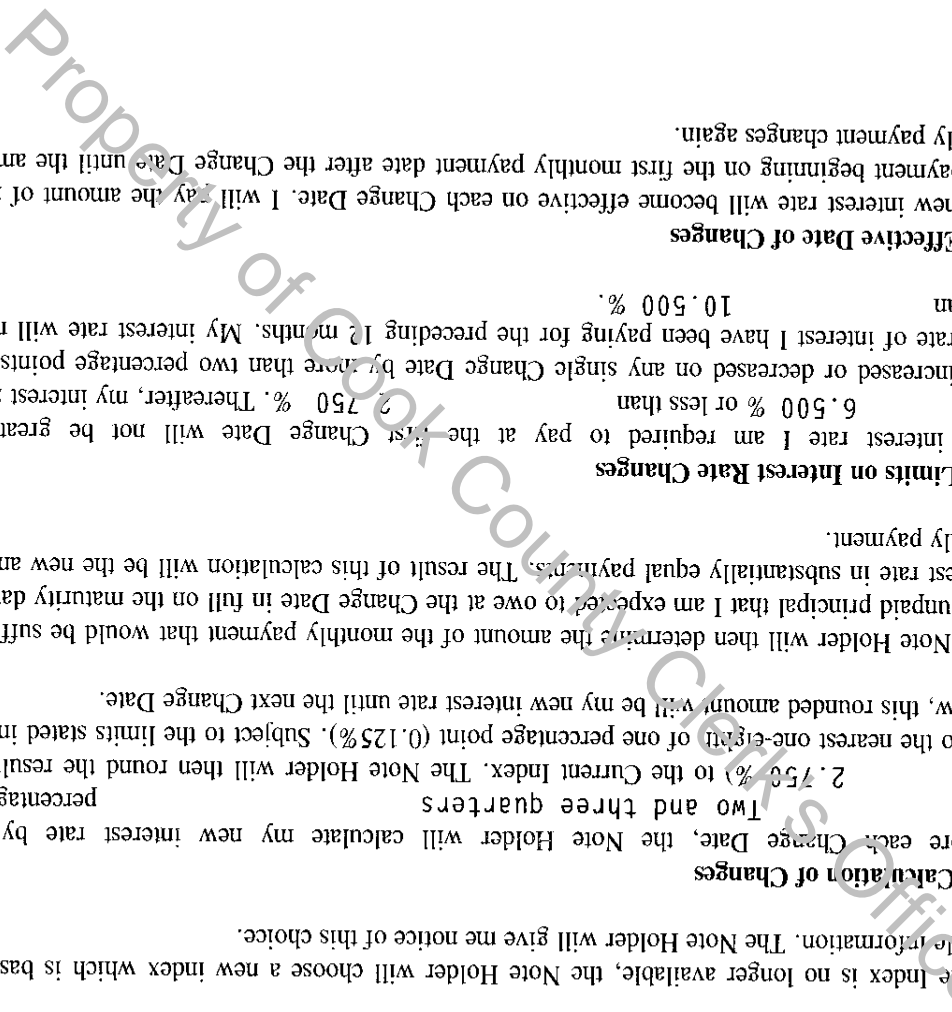 e Index is no longer available, the Note Holder will choose a new index which is bas
le information. The Note Holder will give me notice of this choice.
Calculation of Changes
ore each Change Date, the Note Holder will calculate my new interest rate by
Two and three quarters percentag
2.750 %) to the Current Index. The Note Holder will then round the resul
o the nearest one-eighth of one percentage point (0.125%). Subject to the limits stated in
w, this rounded amount will be my new interest rate until the next Change Date.
Note Holder will then determine the amount of the monthly payment that would be suff
unpaid principal that I am expected to owe at the Change Date in full on the maturity da
est rate in substantially equal payments. The result of this calculation will be the new am
ly payment.
Limits on Interest Rate Changes
interest rate I am required to pay at the first Change Date will not be great
6.500 % or less than 2.750 %. Thereafter, my interest
increased or decreased on any single Change Date by more than two percentage points
rate of interest I have been paying for the preceding 12 months. My interest rate will n
an 10.500 %.
Effective Date of Changes
new interest rate will become effective on each Change Date. I will pay the amount of
payment beginning on the first monthly payment date after the Change Date until the am
ly payment changes again.
Property of Cook County Clerk's Office